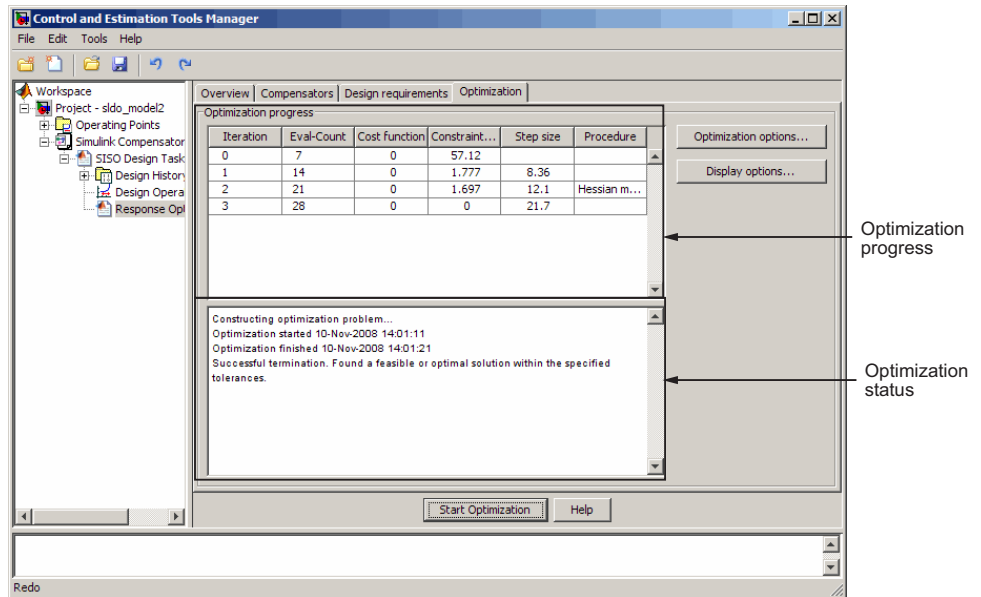 Control and Estimation Tools Manager
File Edit Tools Help
Workspace
Project - sldo_model2
Operating Points
Simulink Compensator
SISO Design Task
Design History
Design Opera
Response Opt
Overview Compensators Design requirements Optimization
Optimization progress
Iteration Eval-Count Cost function Constraint... Step size Procedure
0 7 0 57.12
1 14 0 1.777 8.36
2 21 0 1.697 12.1 Hessian m...
3 28 0 0 21.7
Optimization options...
Display options...
Optimization
progress
Constructing optimization problem...
Optimization started 10-Nov-2008 14:01:11
Optimization finished 10-Nov-2008 14:01:21
Successful termination. Found a feasible or optimal solution within the specified
tolerances.
Optimization
status
Start Optimization Help
Redo